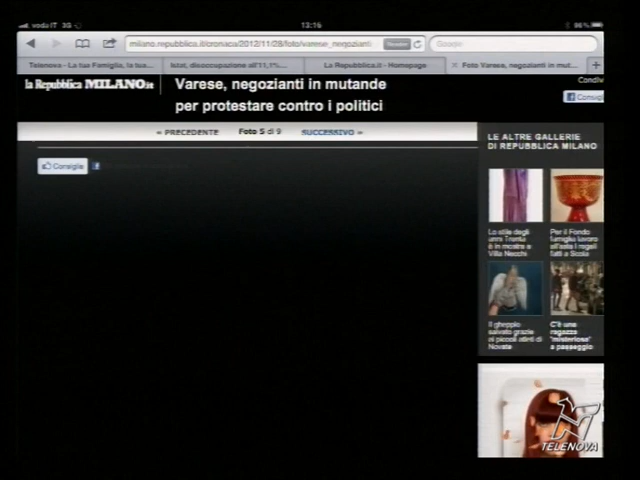 vodaIT 3G 13:16 96%
milano.repubblica.it/cronaca/2012/11/28/foto/varese_negozianti- Reader Google
Telenova - La tua Famiglia, la tua... Istat, disoccupazione all'11,1%... La Repubblica.it - Homepage Foto Varese, negozianti in mut...
la Repubblica MILANO.it
Varese, negozianti in mutande
per protestare contro i politici
Condiv
Consigl
« PRECEDENTE Foto 5 di 9 SUCCESSIVO »
Consiglia
LE ALTRE GALLERIE
DI REPUBBLICA MILANO
Lo stile degli
anni Trenta
è in mostra a
Villa Necchi
Per il Fondo
famiglia lavoro
all'asta i regali
fatti a Scola
Il gheppio
salvato grazie
ai piccoli atleti di
Novate
C'è una
ragazza
"misteriosa"
a passeggio
TELENOVA